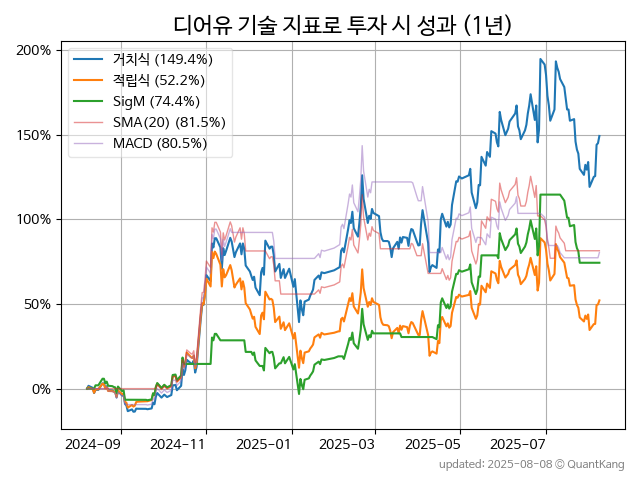 디어유 기술 지표로 투자 시 성과 (1년)
거치식 (149.4%)
적립식 (52.2%)
SigM (74.4%)
SMA(20) (81.5%)
MACD (80.5%)
200%
150%
100%
50%
0%
2024-09 2024-11 2025-01 2025-03 2025-05 2025-07
updated: 2025-08-08 © QuantKang